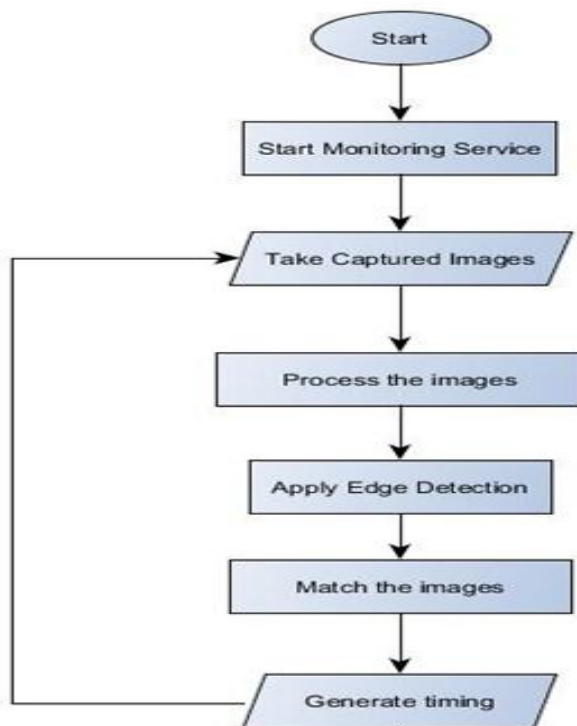 Start
Start Monitoring Service
Take Captured Images
Process the images
Apply Edge Detection
Match the images
Generate timing